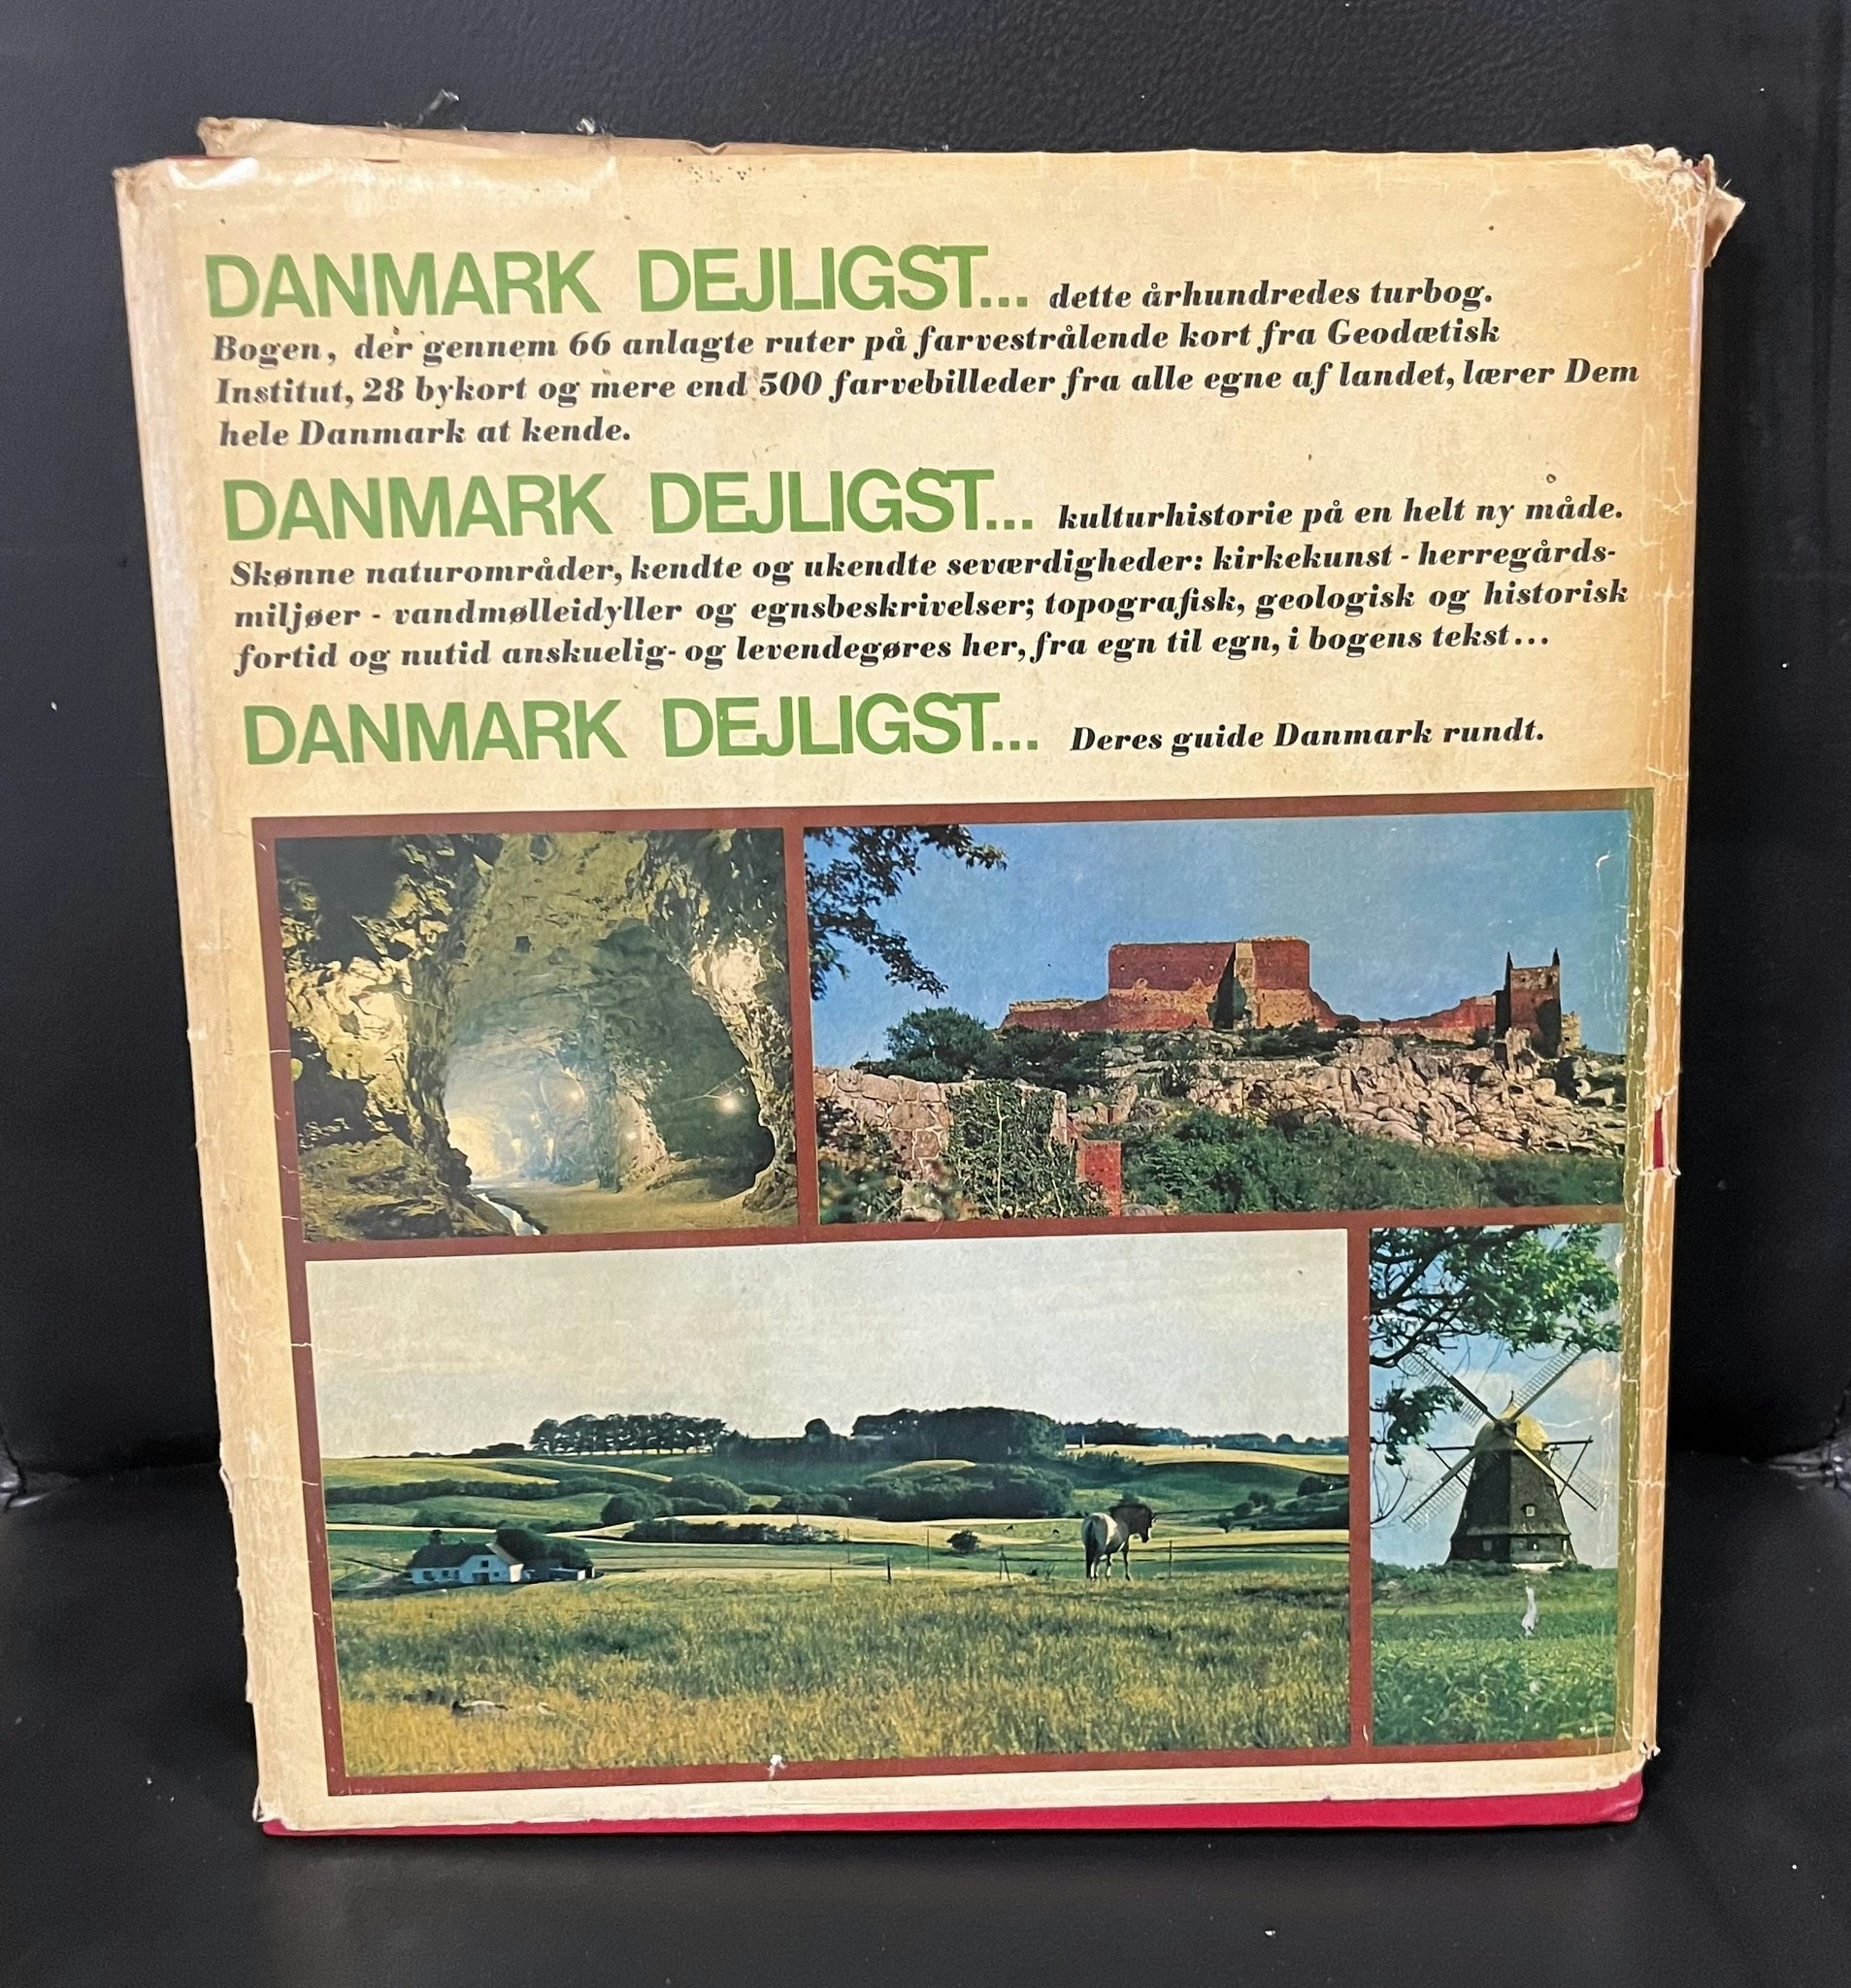 DANMARK DEJLIGST... dette århundredes turbog.
Bogen, der gennem 66 anlagte ruter på farvestrålende kort fra Geodætisk
Institut, 28 bykort og mere end 500 farvebilleder fra alle egne af landet, lærer Dem
hele Danmark at kende.
DANMARK DEJLIGST... kulturhistorie på en helt ny måde.
Skønne naturområder, kendte og ukendte seværdigheder: kirkekunst - herregårds-
miljøer - vandmølleidyller og egnsbeskrivelser; topografisk, geologisk og historisk
fortid og nutid anskuelig- og levendegøres her, fra egn til egn, i bogens tekst...
DANMARK DEJLIGST... Deres guide Danmark rundt.